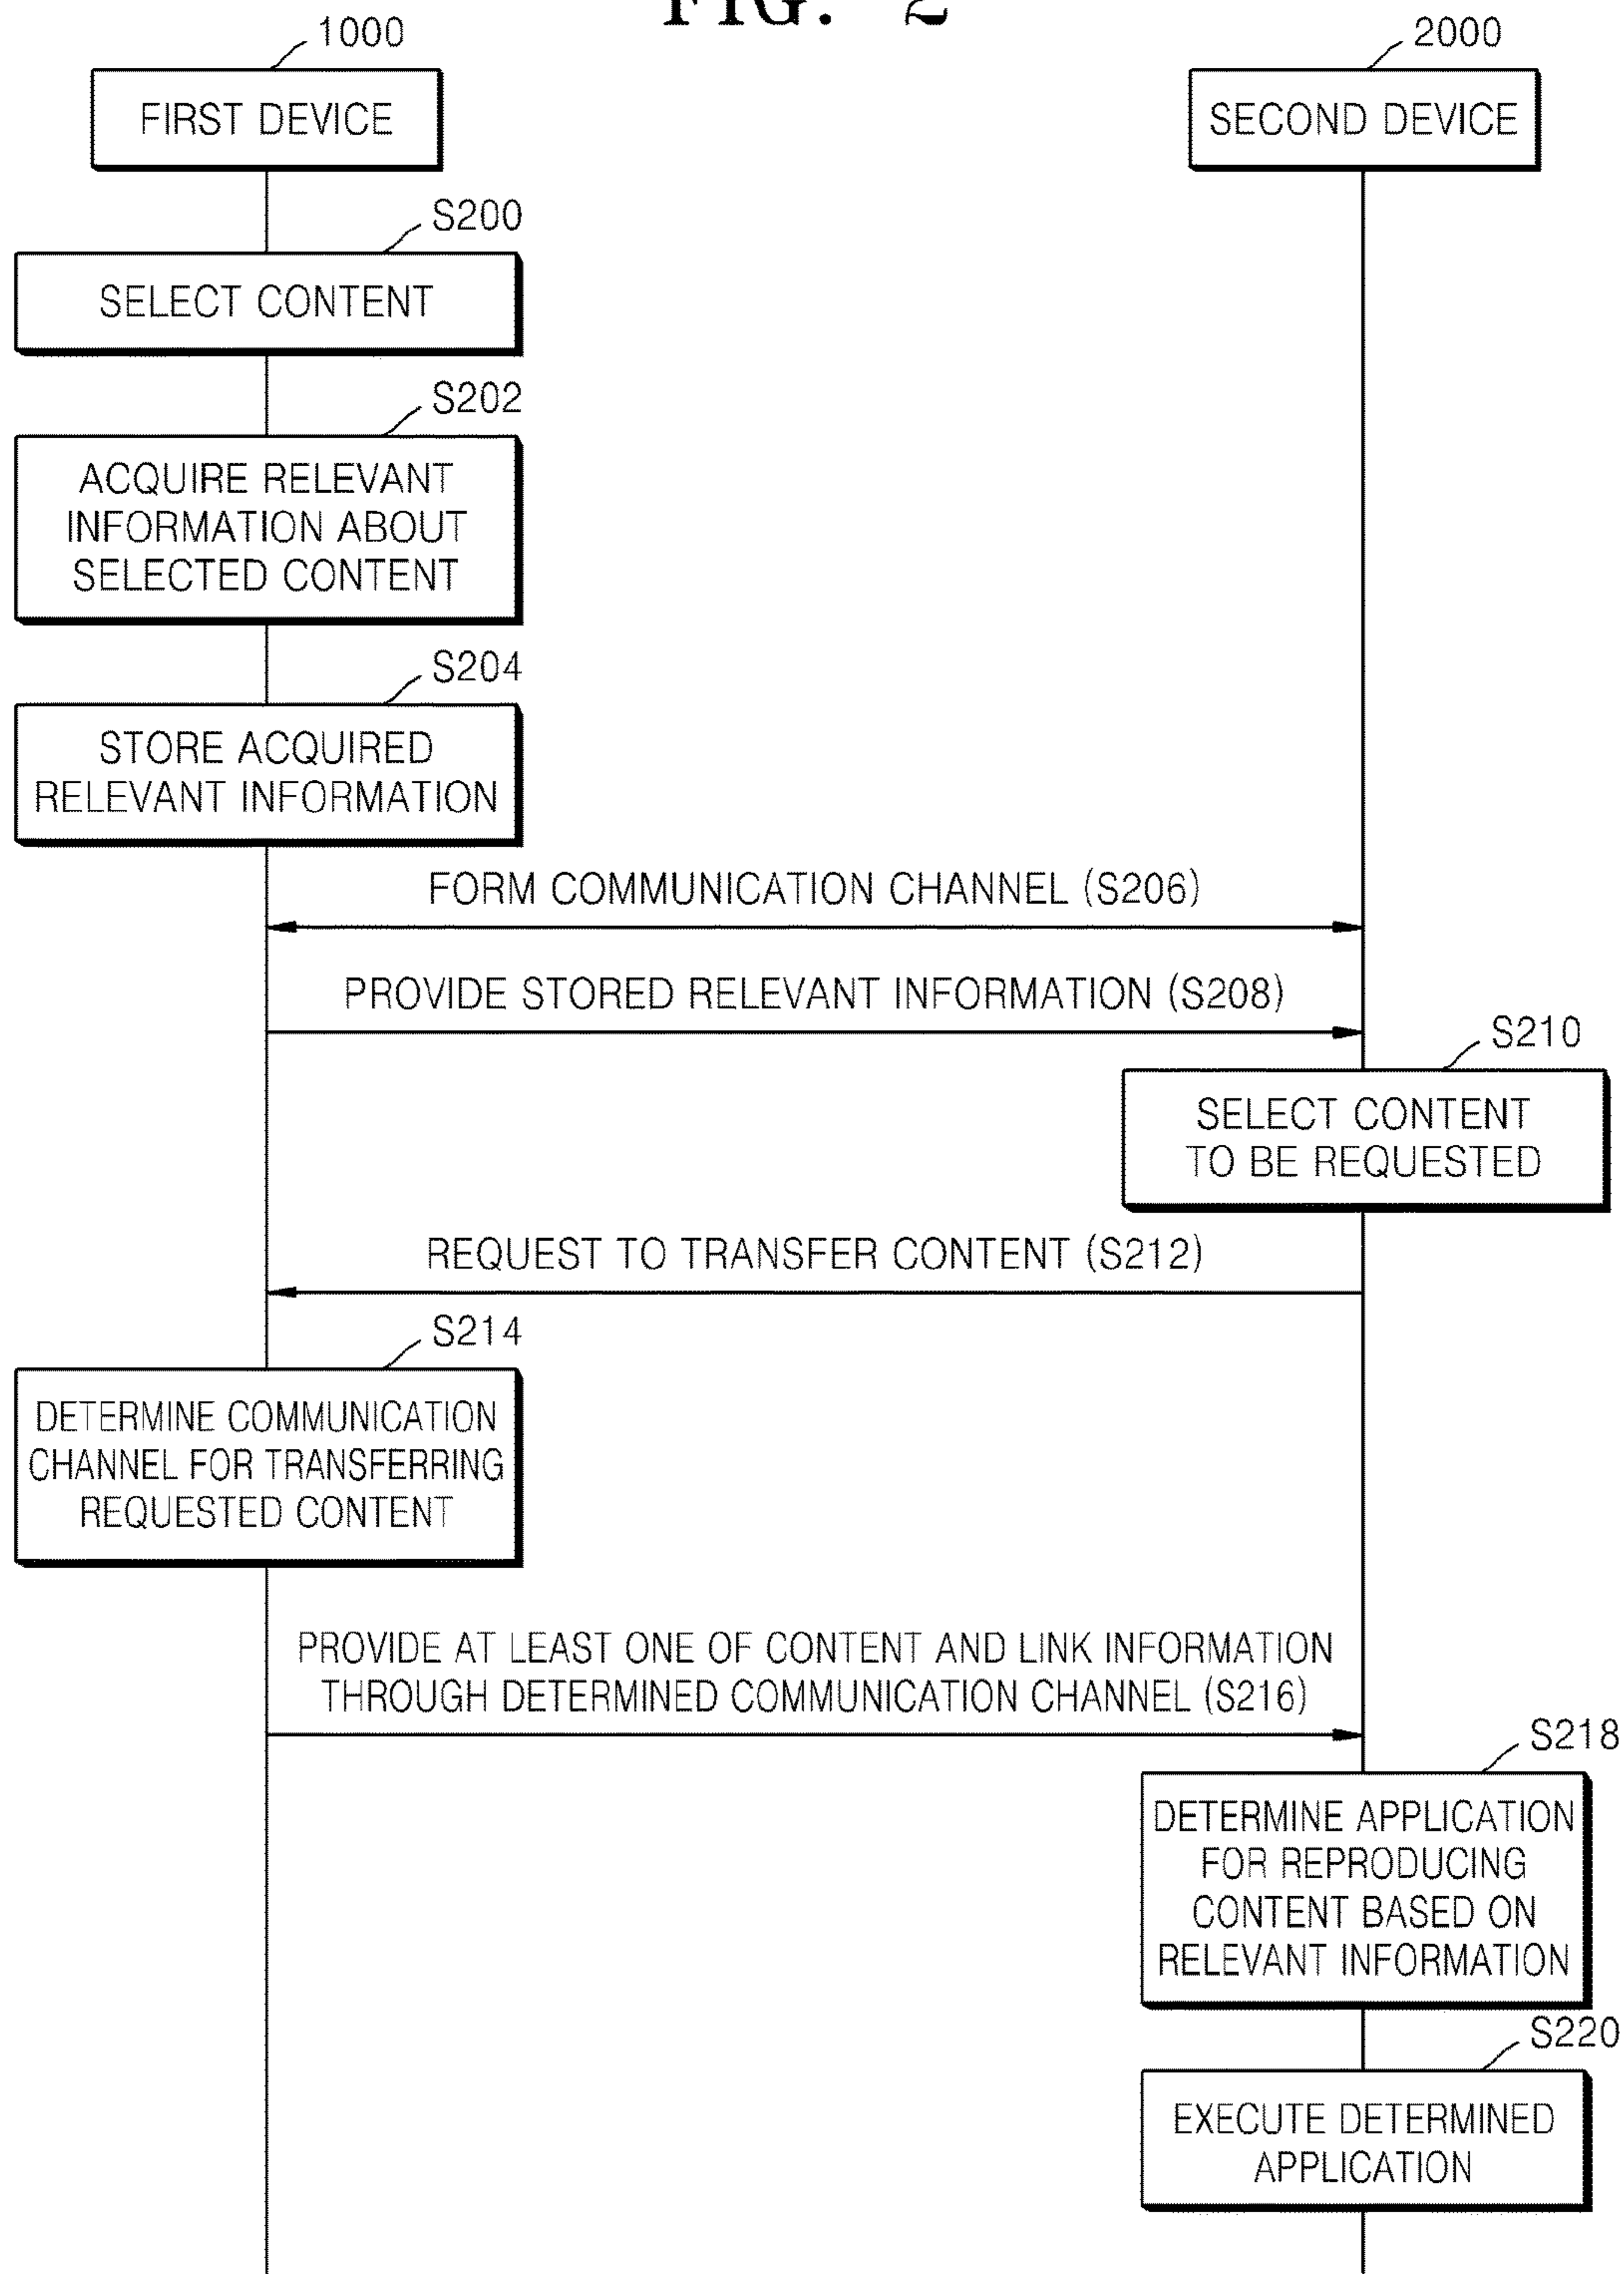 FIG. 2
1000
2000
FIRST DEVICE
SECOND DEVICE
S200
SELECT CONTENT
S202
ACQUIRE RELEVANT
INFORMATION ABOUT
SELECTED CONTENT
S204
STORE ACQUIRED
RELEVANT INFORMATION
FORM COMMUNICATION CHANNEL (S206)
PROVIDE STORED RELEVANT INFORMATION (S208)
S210
SELECT CONTENT
TO BE REQUESTED
REQUEST TO TRANSFER CONTENT (S212)
S214
DETERMINE COMMUNICATION
CHANNEL FOR TRANSFERRING
REQUESTED CONTENT
PROVIDE AT LEAST ONE OF CONTENT AND LINK INFORMATION
THROUGH DETERMINED COMMUNICATION CHANNEL (S216)
S218
DETERMINE APPLICATION
FOR REPRODUCING
CONTENT BASED ON
RELEVANT INFORMATION
S220
EXECUTE DETERMINED
APPLICATION